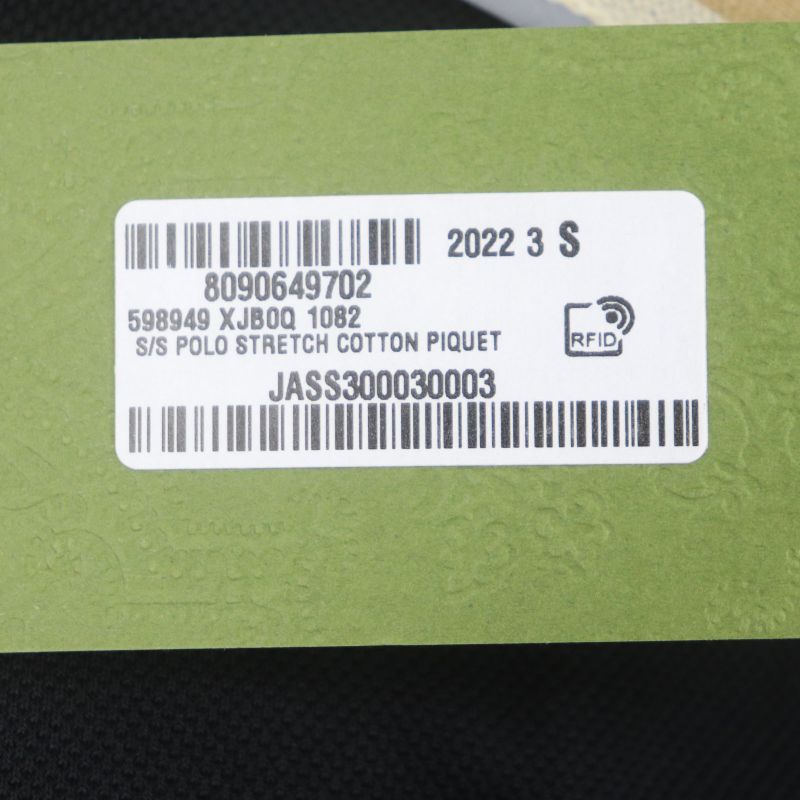 2022 3 S
8090649702
598949 XJB0Q 1082
S/S POLO STRETCH COTTON PIQUET
RFID
JASS300030003